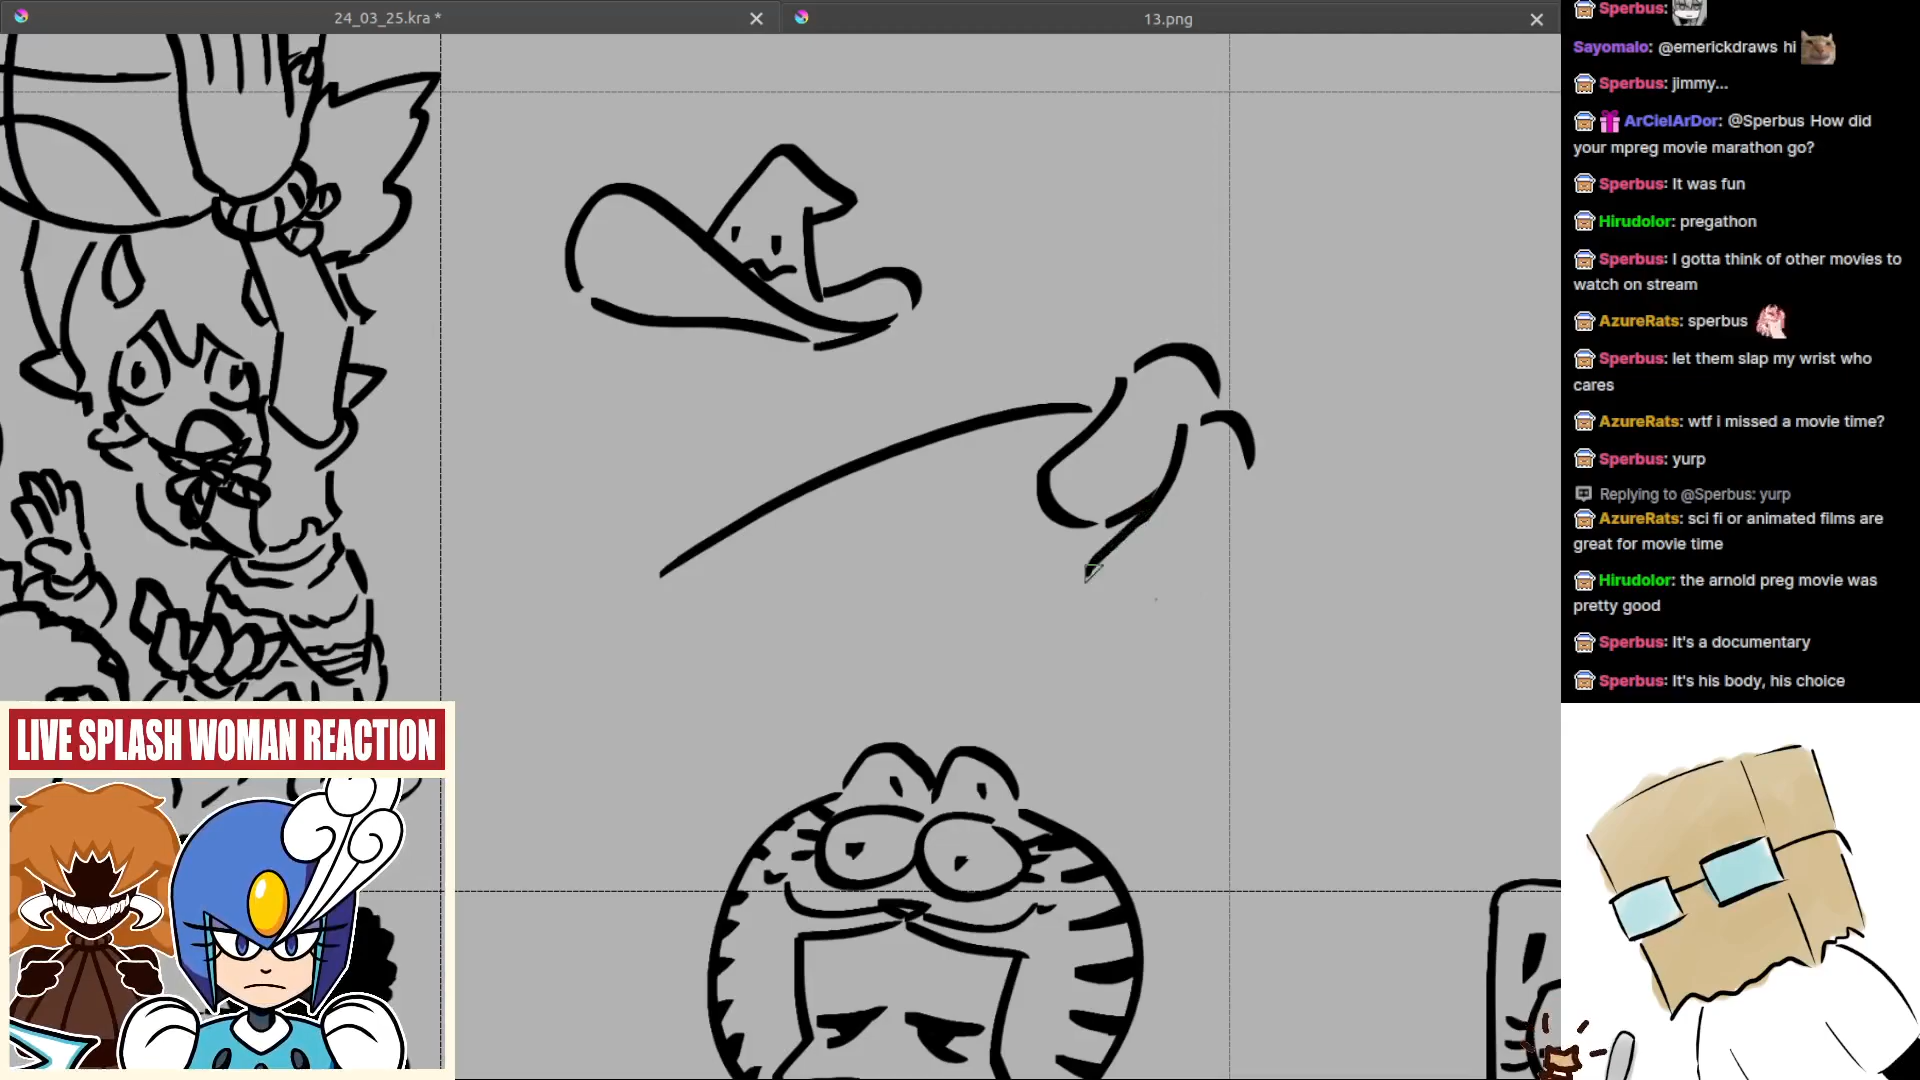 24_03_25.kra *
13.png
Sperbus:
Sayomalo: @emerickdraws hi
Sperbus: jimmy...
ArCielArDor: @Sperbus How did
your mpreg movie marathon go?
Sperbus: It was fun
Hirudolor: pregathon
Sperbus: I gotta think of other movies to
watch on stream
AzureRats: sperbus
Sperbus: let them slap my wrist who
cares
AzureRats: wtf i missed a movie time?
Sperbus: yurp
Replying to @Sperbus: yurp
AzureRats: sci fi or animated films are
great for movie time
Hirudolor: the arnold preg movie was
pretty good
Sperbus: It's a documentary
Sperbus: It's his body, his choice
LIVE SPLASH WOMAN REACTION